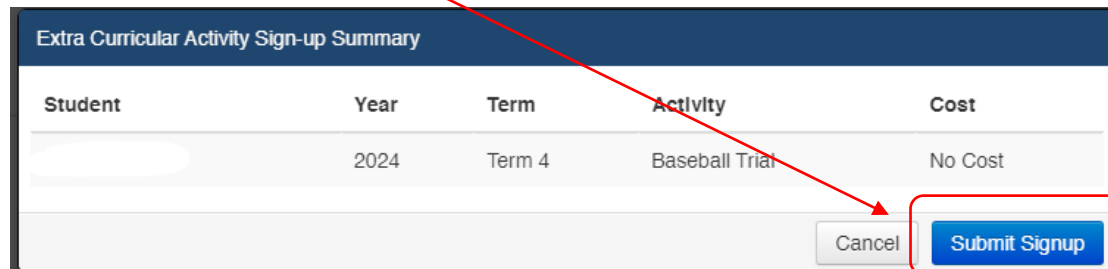 Extra Curricular Activity Sign-up Summary
Student Year Term Activity Cost
2024 Term 4 Baseball Trial No Cost
Cancel Submit Signup